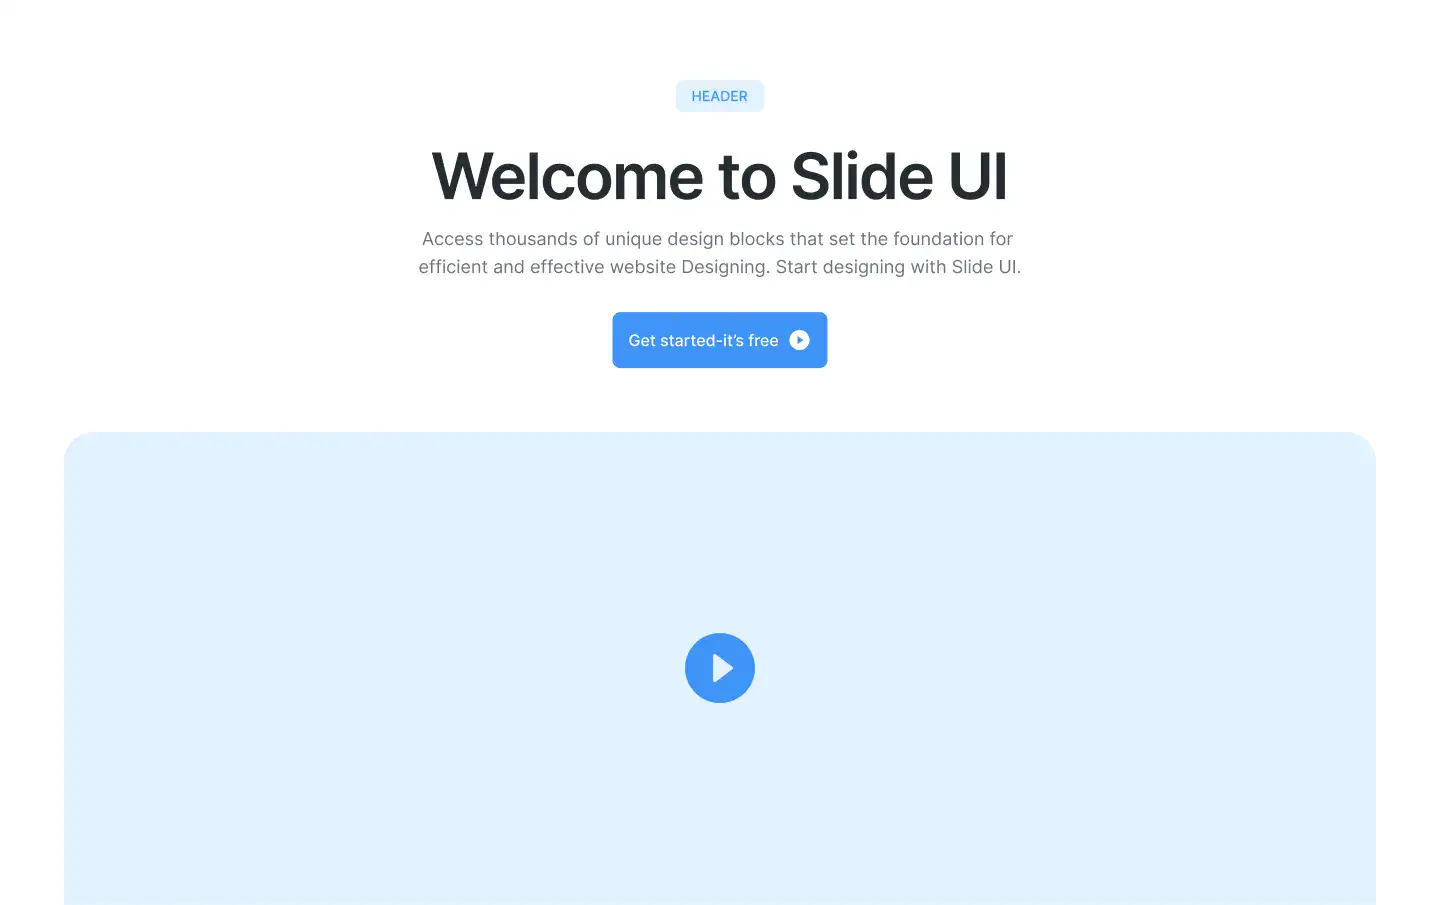 HEADER
Welcome to Slide UI
Access thousands of unique design blocks that set the foundation for
efficient and effective website Designing. Start designing with Slide UI.
Get started-it’s free